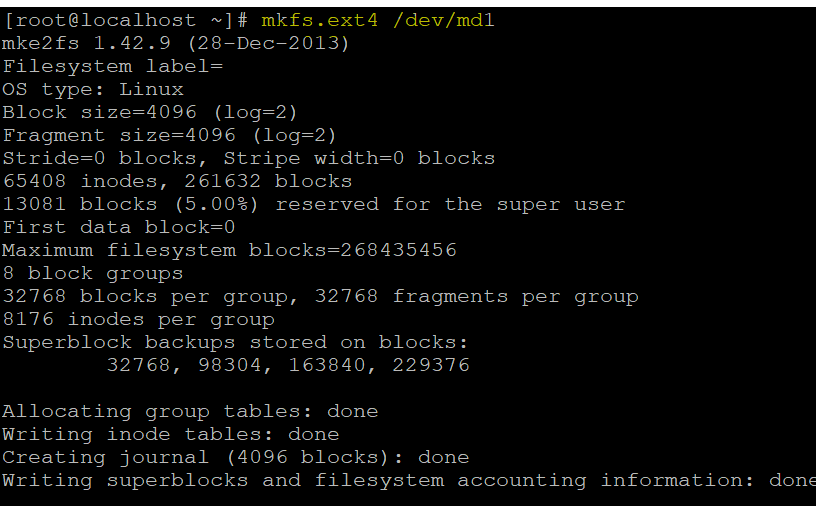 [root@localhost ~]# mkfs.ext4 /dev/md1
mke2fs 1.42.9 (28-Dec-2013)
Filesystem label=
OS type: Linux
Block size=4096 (log=2)
Fragment size=4096 (log=2)
Stride=0 blocks, Stripe width=0 blocks
65408 inodes, 261632 blocks
13081 blocks (5.00%) reserved for the super user
First data block=0
Maximum filesystem blocks=268435456
8 block groups
32768 blocks per group, 32768 fragments per group
8176 inodes per group
Superblock backups stored on blocks:
        32768, 98304, 163840, 229376

Allocating group tables: done
Writing inode tables: done
Creating journal (4096 blocks): done
Writing superblocks and filesystem accounting information: done